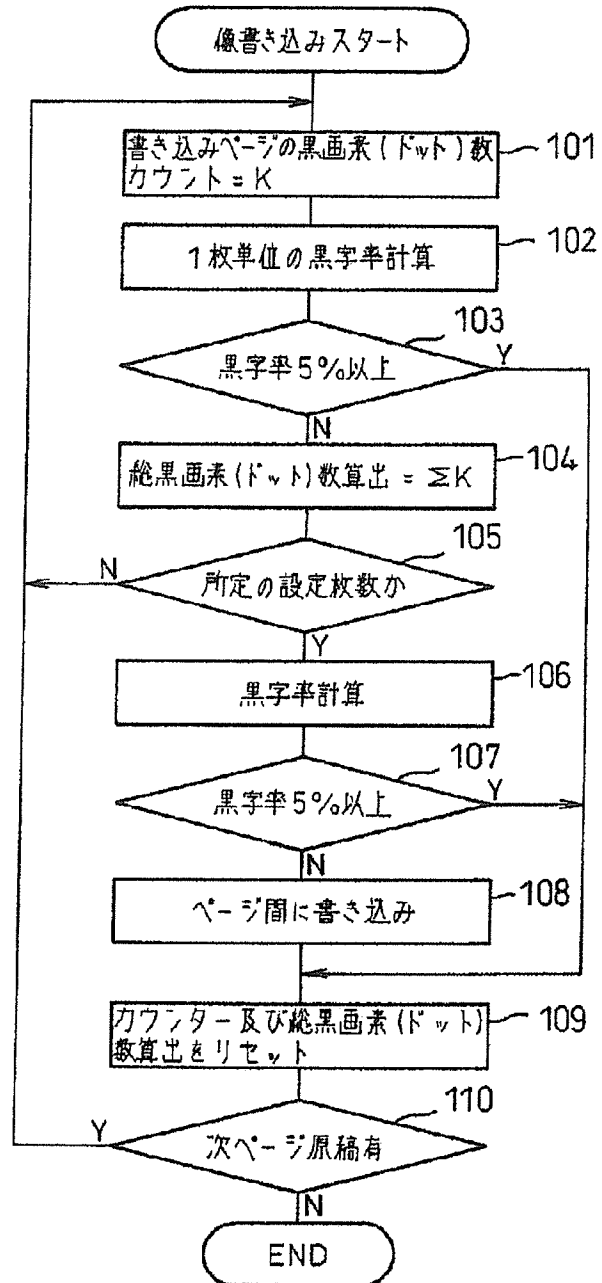 像書き込みスタート
書き込みページの黒画素(ドット)数
カウント=K
101
1枚単位の黒字率計算
102
103
黒字率5%以上
Y
N
総黒画素(ドット)数算出=ΣK
104
105
N
所定の設定枚数か
Y
黒字率計算
106
107
黒字率5%以上
Y
N
ページ間に書き込み
108
カウンター及び総黒画素(ドット)
数算出をリセット
109
110
Y
次ページ原稿有
N
END